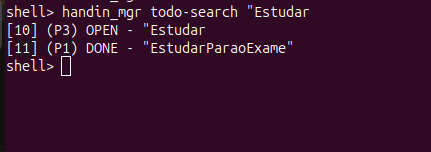 shell> handin_mgr todo-search "Estudar
[10] (P3) OPEN - "Estudar
[11] (P1) DONE - "EstudarParaoExame"
shell>